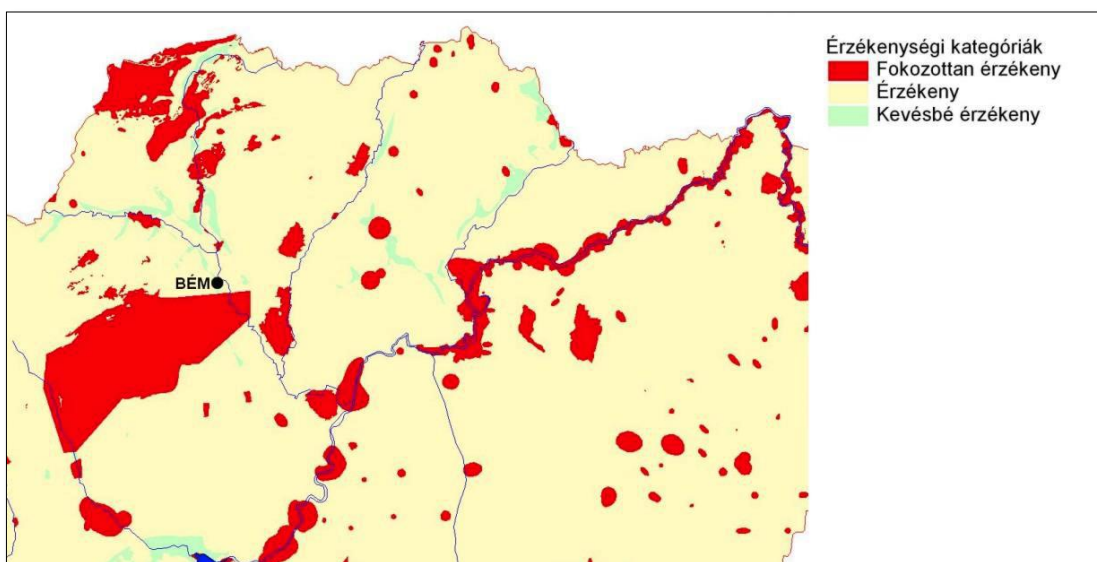 Érzékenységi kategóriák
Fokozottan érzékeny
Érzékeny
Kevésbé érzékeny
BÉM